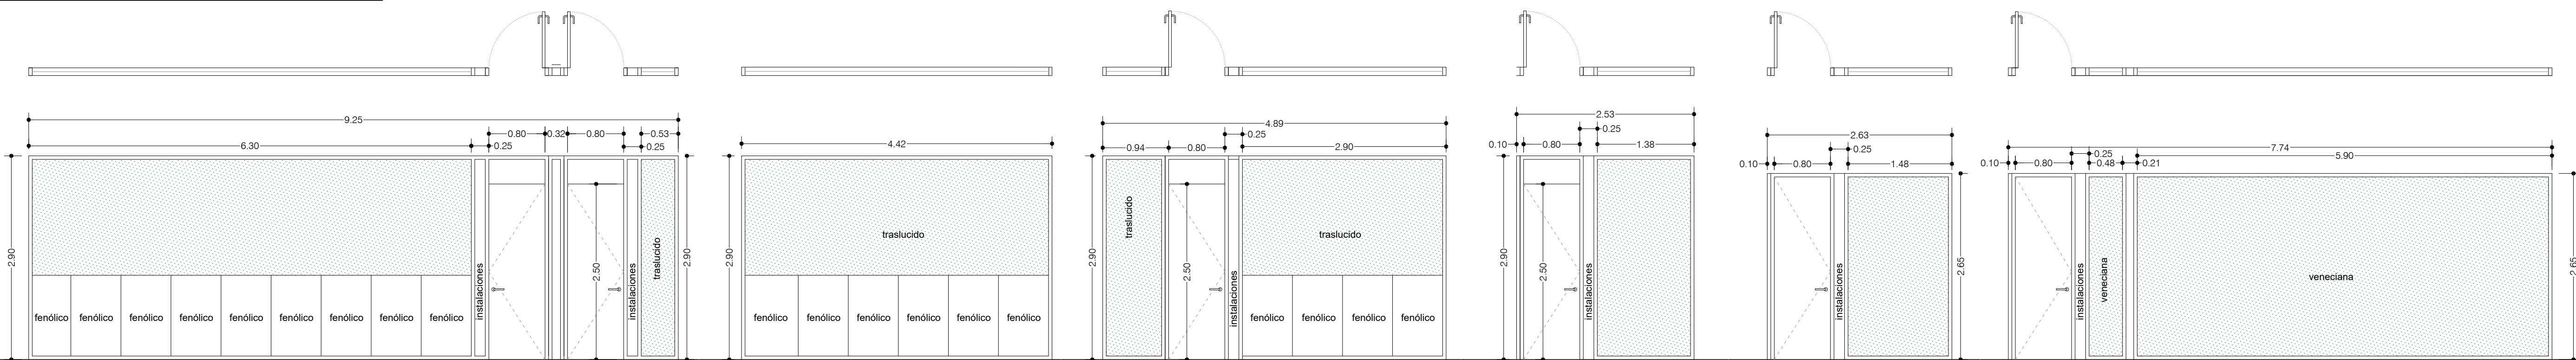 9.25
0.80
0.32
0.80
0.53
6.30
0.25
0.25
2.90
fenólico
fenólico
fenólico
fenólico
fenólico
fenólico
fenólico
fenólico
fenólico
instalaciones
2.50
instalaciones
traslucido
2.90
4.42
2.90
traslucido
fenólico
fenólico
fenólico
fenólico
fenólico
fenólico
4.89
0.25
0.94
0.80
2.90
2.90
traslucido
2.50
instalaciones
traslucido
fenólico
fenólico
fenólico
fenólico
2.53
0.25
0.10
0.80
1.38
2.90
2.50
instalaciones
2.63
0.25
0.10
0.80
1.48
instalaciones
2.65
7.74
0.25
5.90
0.10
0.80
0.48
0.21
instalaciones
veneciana
veneciana
2.65